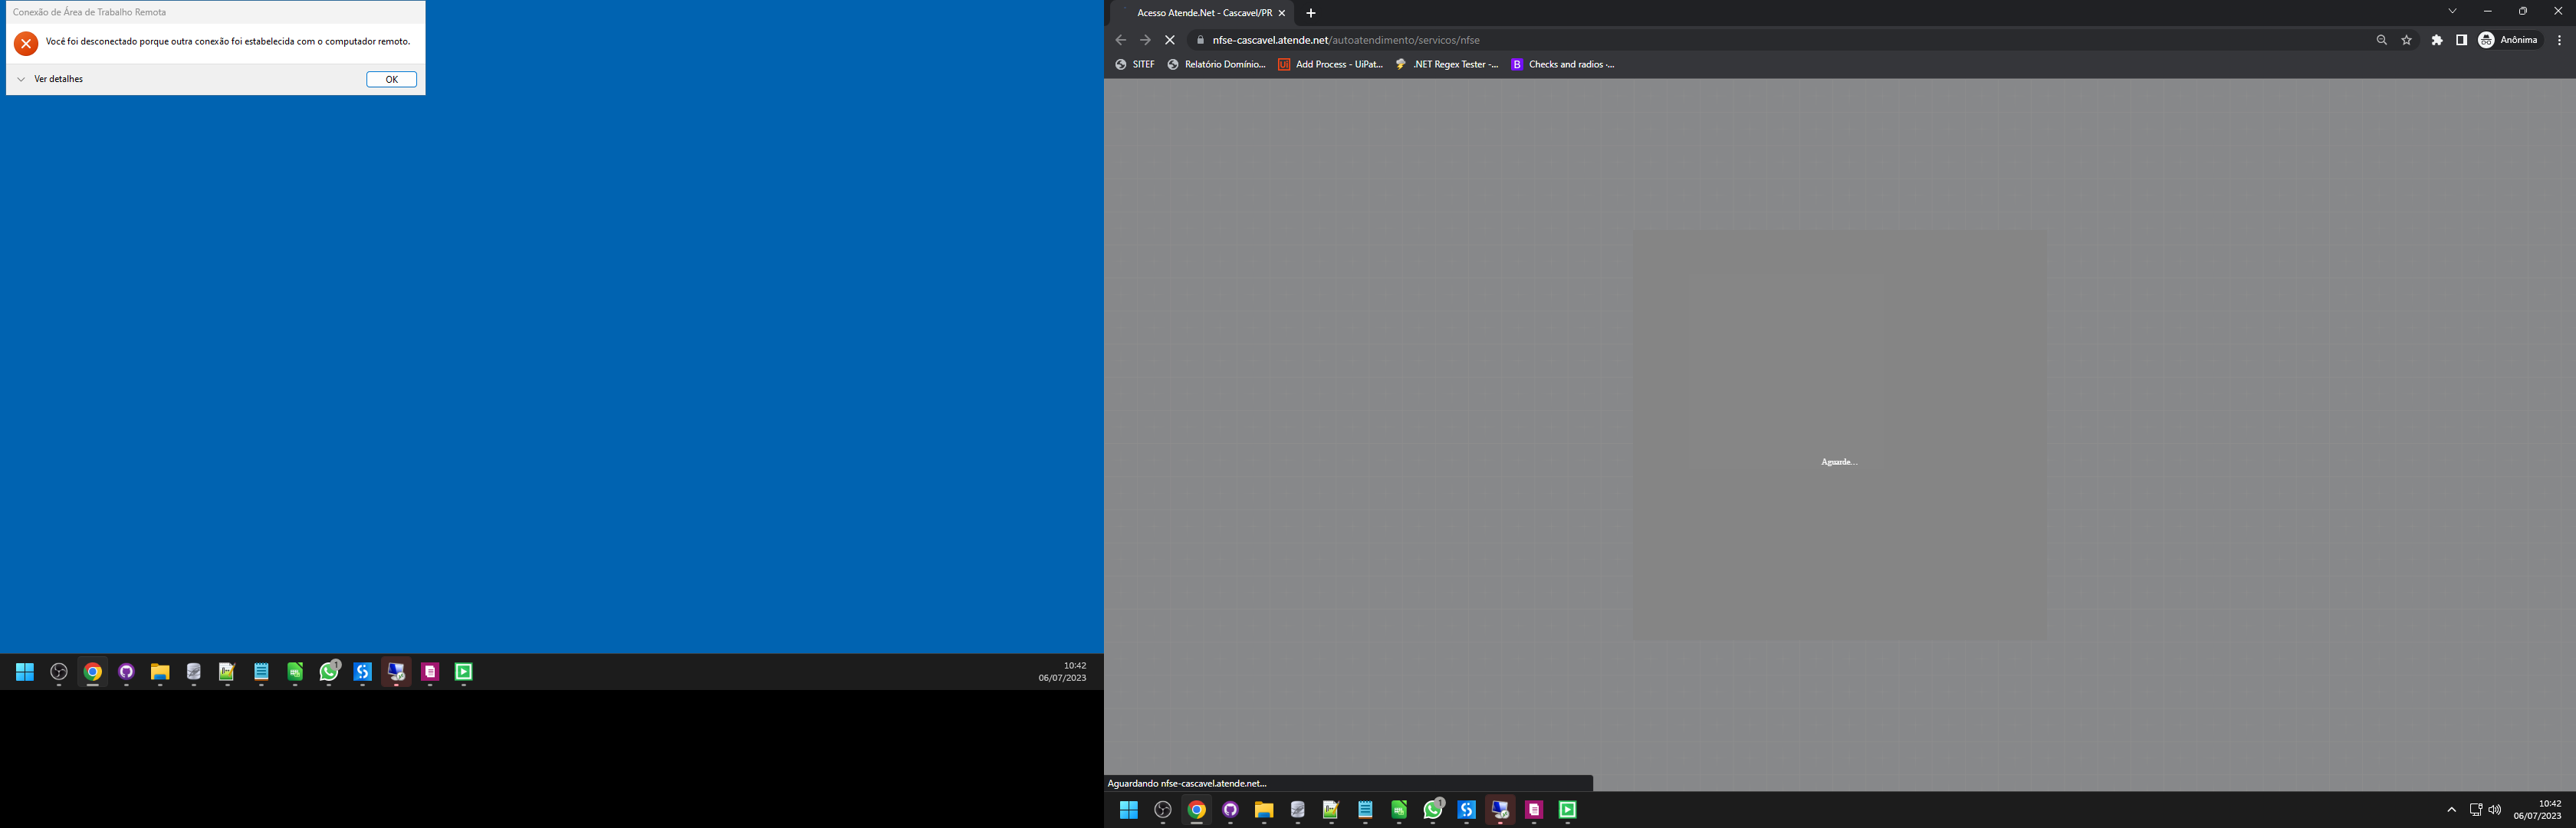 Conexão de Área de Trabalho Remota
Você foi desconectado porque outra conexão foi estabelecida com o computador remoto.
Ver detalhes
OK
10:42
06/07/2023
Acesso Atende.Net - Cascavel/PR
nfse-cascavel.atende.net/autoatendimento/servicos/nfse
Anônima
SITEF
Relatório Domínio...
Add Process - UiPat...
.NET Regex Tester -...
Checks and radios ·...
Aguarde...
Aguardando nfse-cascavel.atende.net...
10:42
06/07/2023